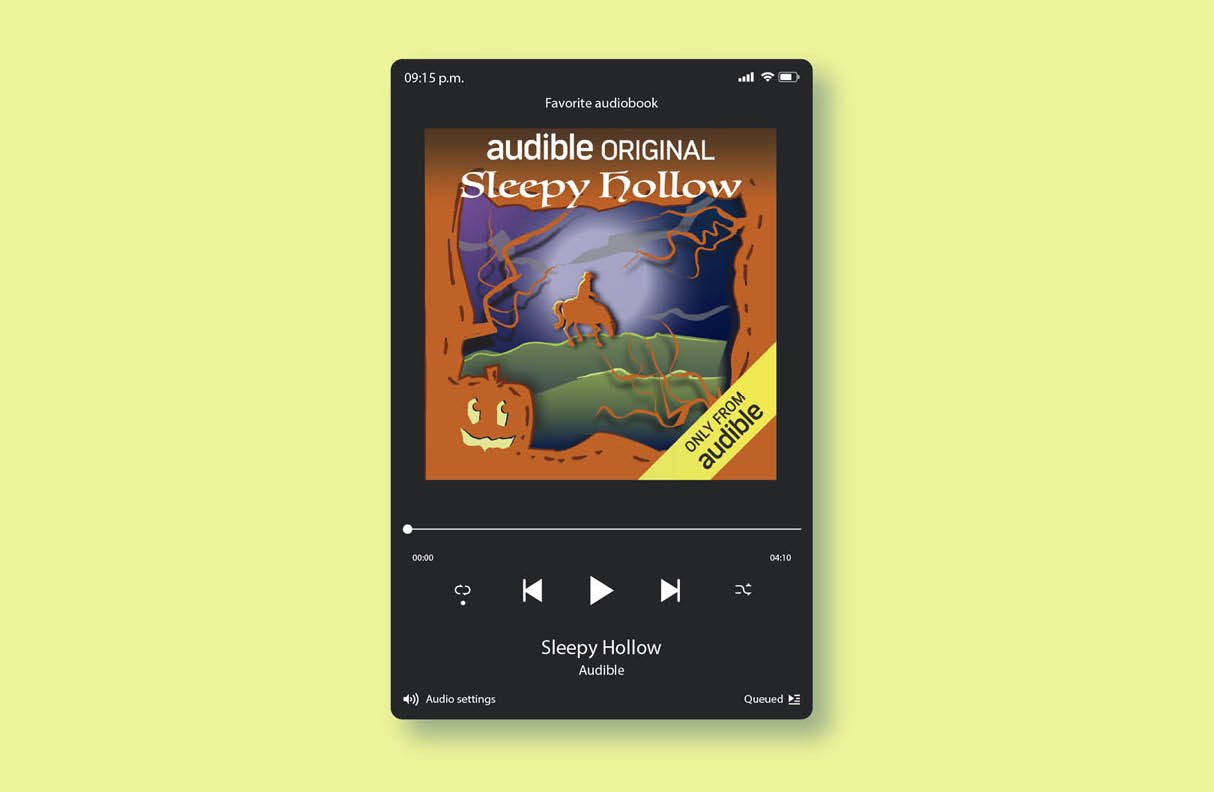 09:15 p.m.
Favorite audiobook
audible ORIGINAL
Sleepy Hollow
ONLY FROM
audible
00:00
04:10
Sleepy Hollow
Audible
Audio settings
Queued